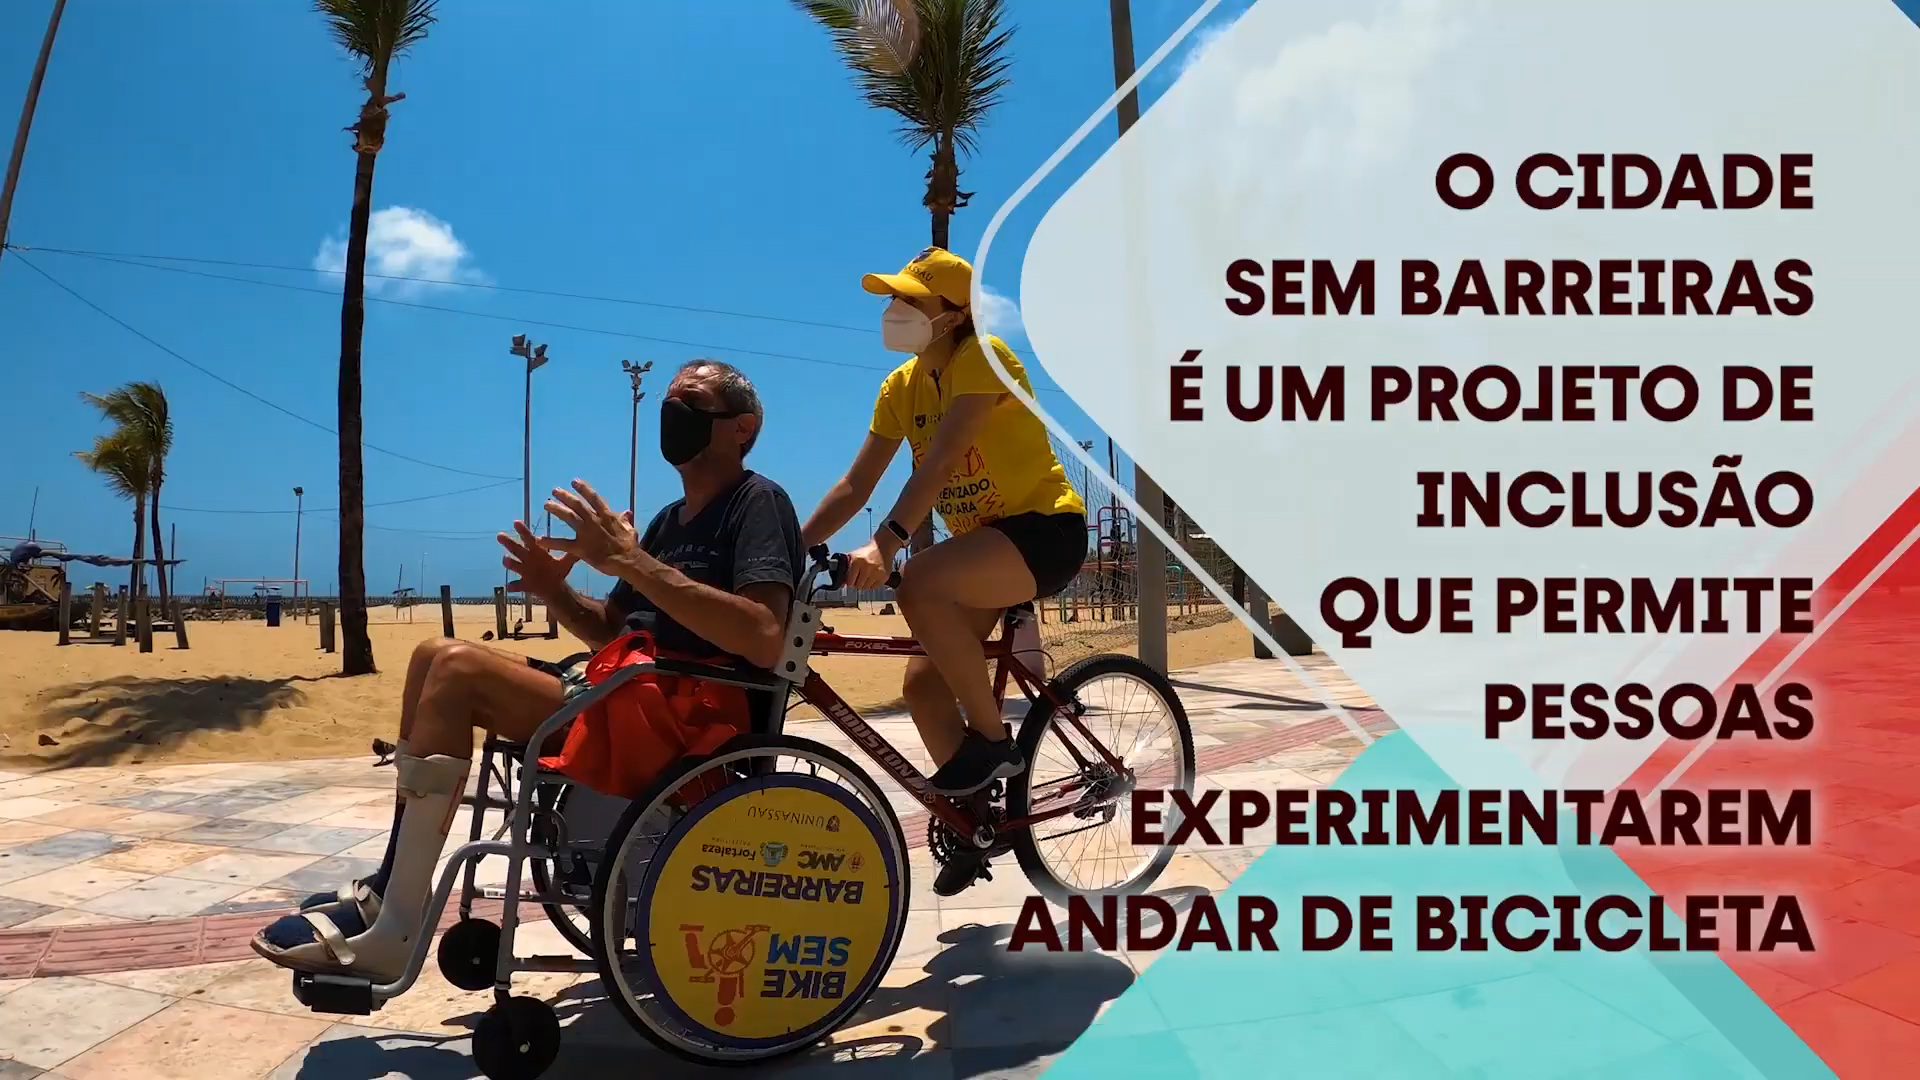 O CIDADE
SEM BARREIRAS
É UM PROJETO DE
INCLUSÃO
QUE PERMITE
PESSOAS
EXPERIMENTAREM
ANDAR DE BICICLETA
FOXER
HOUSTON
BIKE
SEM
BARREIRAS
AMC
Fortaleza
UNINASSAU